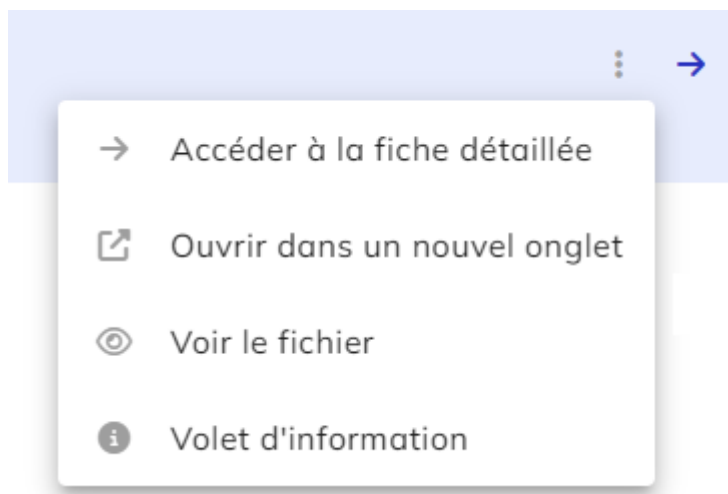 Accéder à la fiche détaillée
Ouvrir dans un nouvel onglet
Voir le fichier
Volet d'information